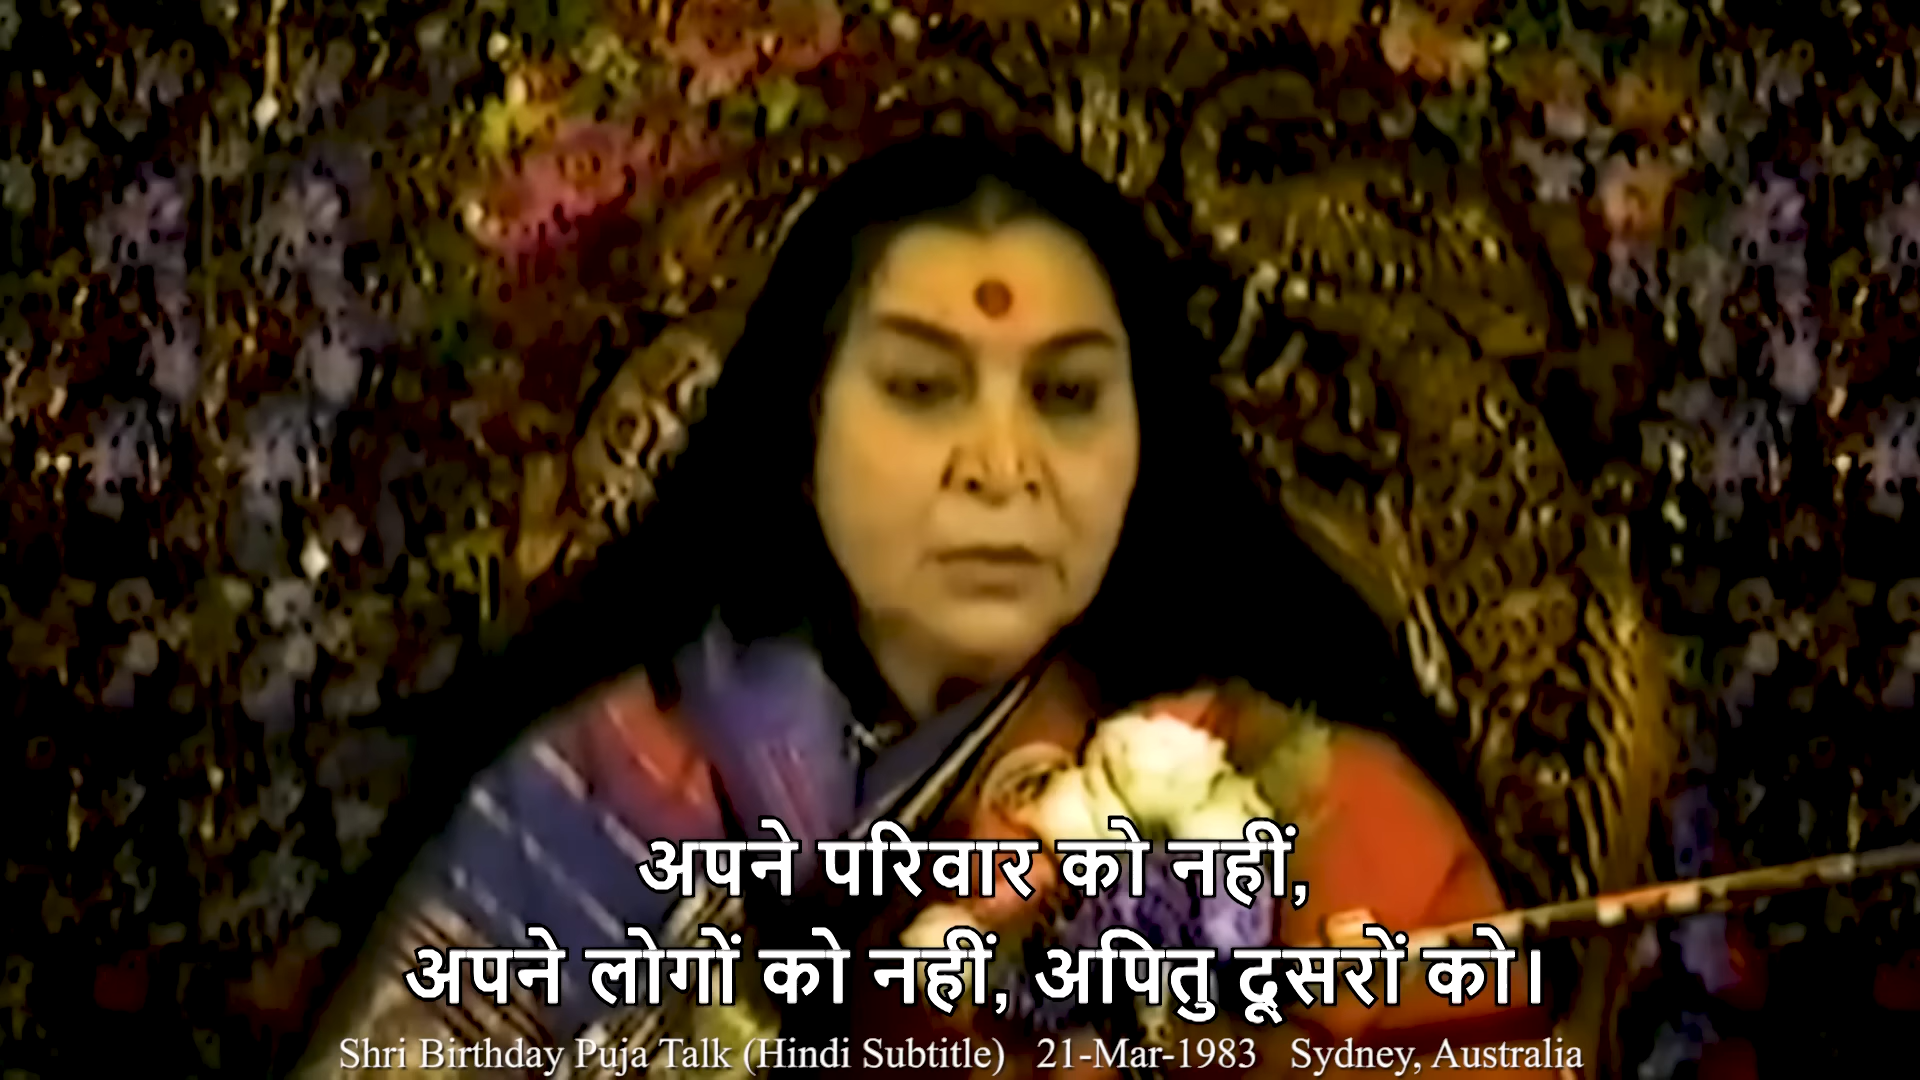 अपने परिवार को नहीं,
अपने लोगों को नहीं, अपितु दूसरों को।
Shri Birthday Puja Talk (Hindi Subtitle) 21-Mar-1983 Sydney, Australia